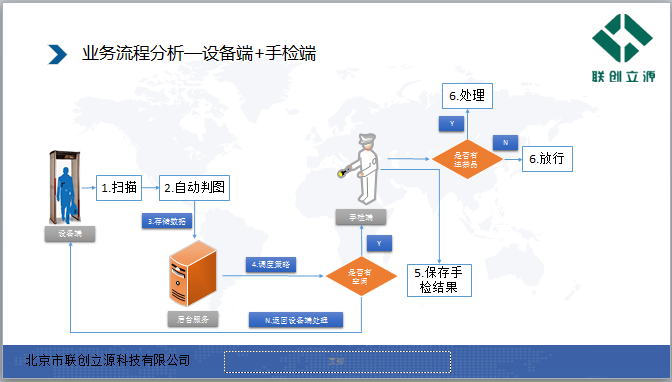 业务流程分析—设备端+手检端
联创立源
6.处理
Y
是否有
违禁品
N
6.放行
1.扫描
2.自动判图
3.存储数据
设备端
手检端
Y
4.调度策略
是否有
空闲
5.保存手
检结果
后台服务
N.返回设备端处理
北京市联创立源科技有限公司